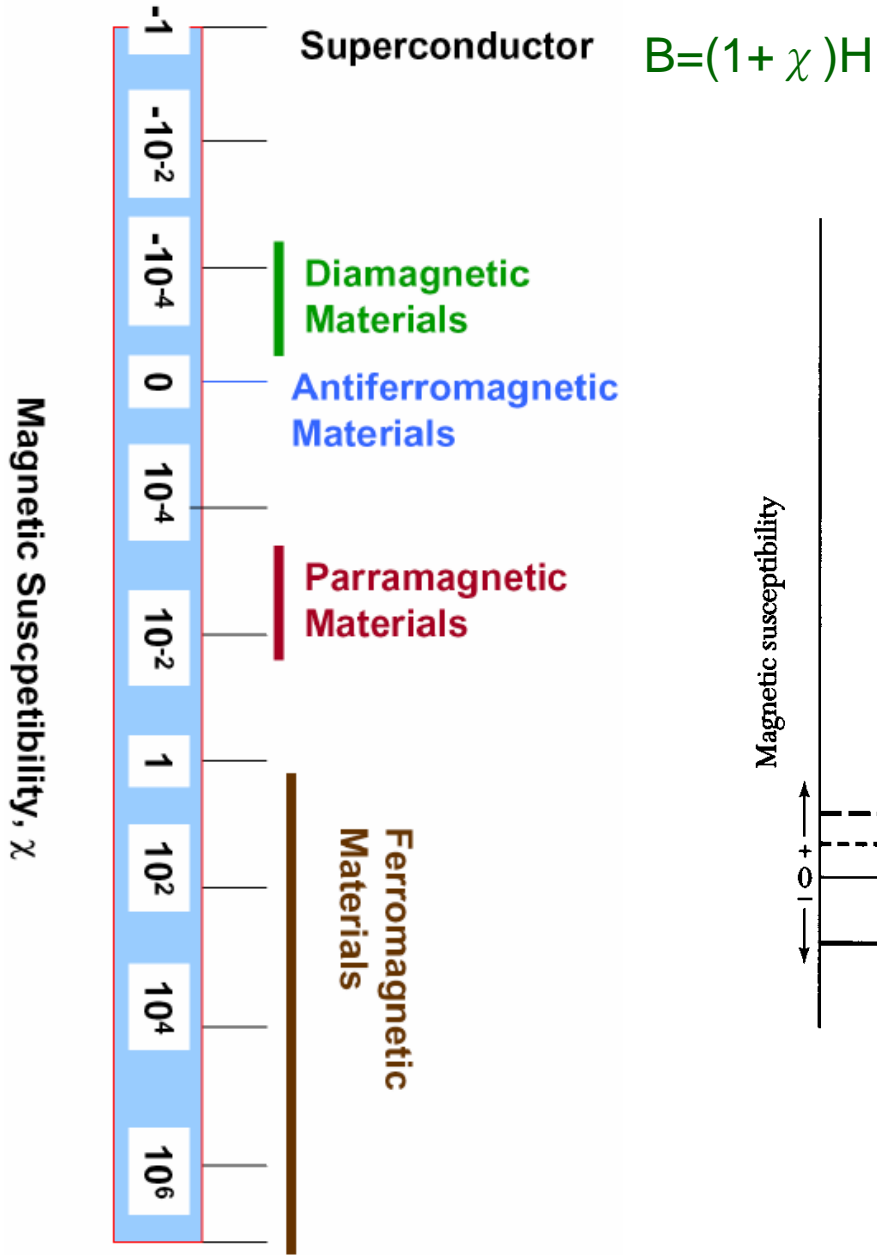 Superconductor
B=(1+ χ )H
-1
-10-2
-10-4
0
10-4
10-2
1
10²
10⁴
10⁶
Magnetic Suscpetibility, χ
Diamagnetic
Materials
Antiferromagnetic
Materials
Parramagnetic
Materials
Ferromagnetic
Materials
Magnetic susceptibility
− 0 +